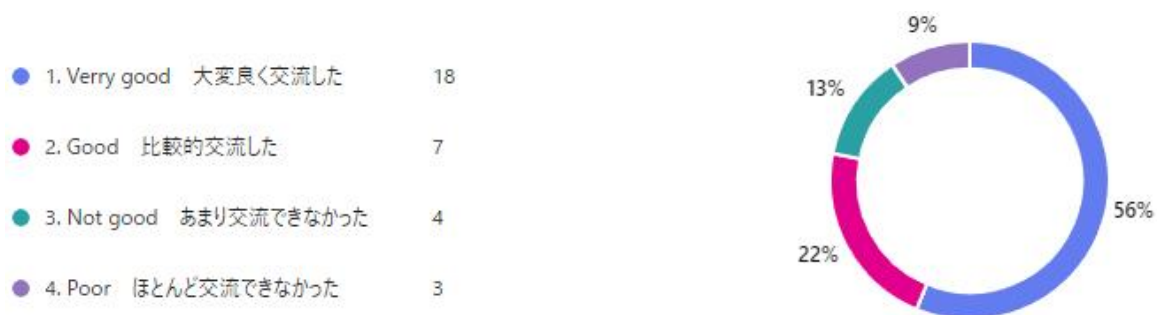 1. Verry good　大変良く交流した 18
2. Good　比較的交流した 7
3. Not good　あまり交流できなかった 4
4. Poor　ほとんど交流できなかった 3
9%
13%
56%
22%